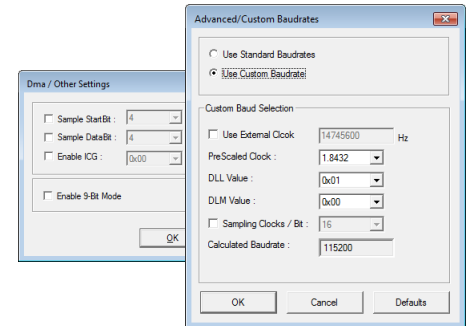 Advanced/Custom Baudrates
Use Standard Baudrates
Use Custom Baudrate
Custom Baud Selection
Use External Clcok : 14745600 Hz
PreScaled Clock : 1.8432
DLL Value : 0x01
DLM Value : 0x00
Sampling Clocks / Bit : 16
Calculated Baudrate : 115200
OK Cancel Defaults
Dma / Other Settings
Sample StartBit : 4
Sample DataBit : 4
Enable ICG : 0x00
Enable 9-Bit Mode
OK